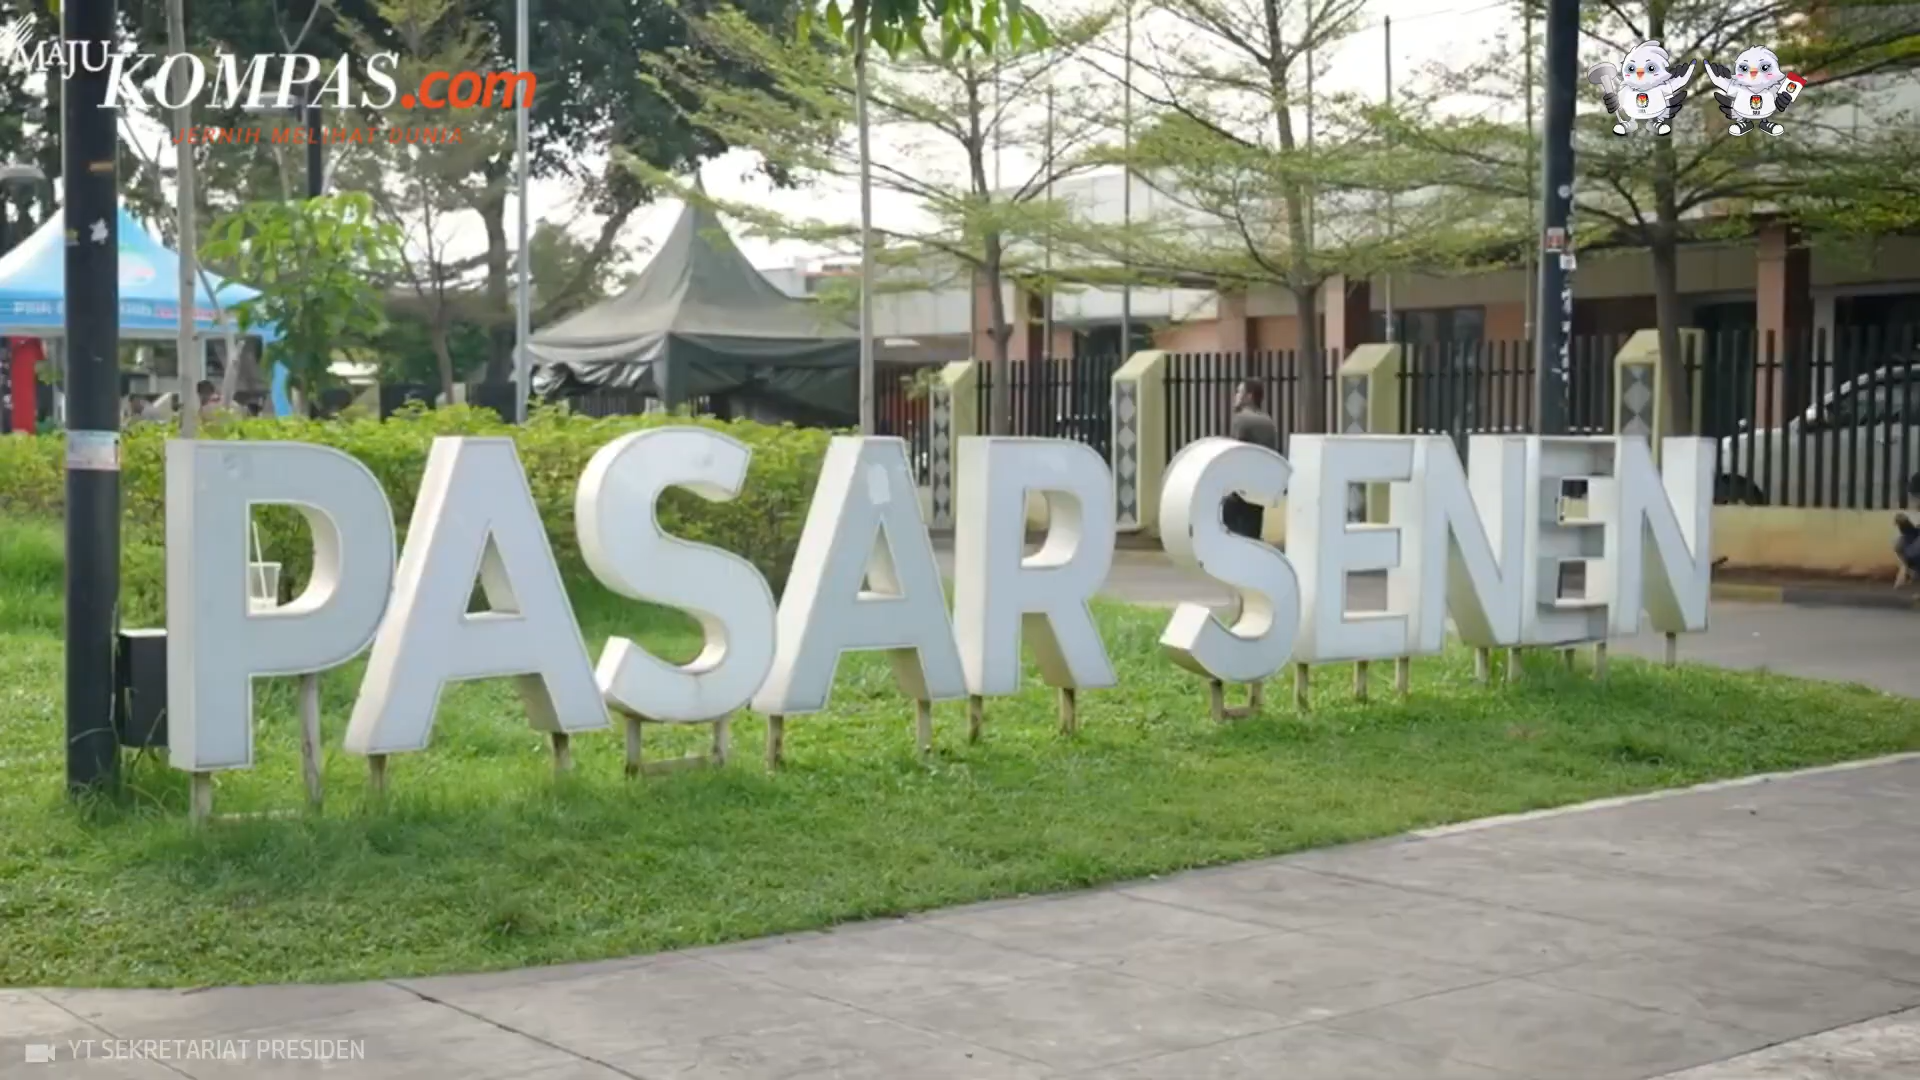 MAJU
KOMPAS.com
JERNIH MELIHAT DUNIA
PASAR SENEN
YT SEKRETARIAT PRESIDEN